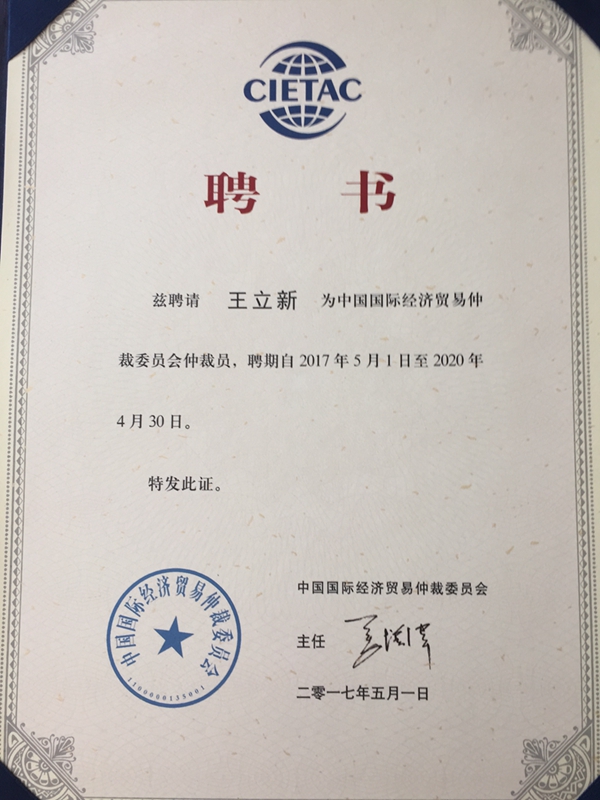 CIETAC
聘 书
兹聘请 王立新 为中国国际经济贸易仲
裁委员会仲裁员，聘期自 2017 年 5 月 1 日至 2020 年
4 月 30 日。
特发此证。
中国国际经济贸易仲裁委员会
主任
二零一七年五月一日
中国国际经济贸易仲裁委员会
1100000135001